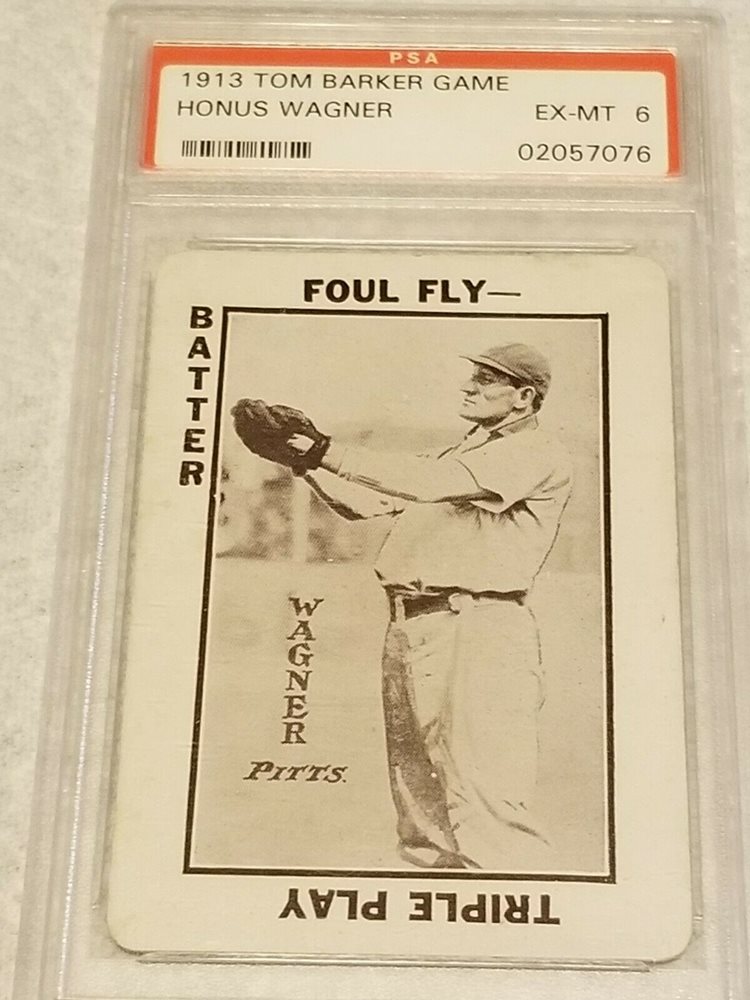 PSA
1913 TOM BARKER GAME
HONUS WAGNER EX-MT 6
02057076
FOUL FLY—
BATTER
WAGNER
PITTS.
TRIPLE PLAY